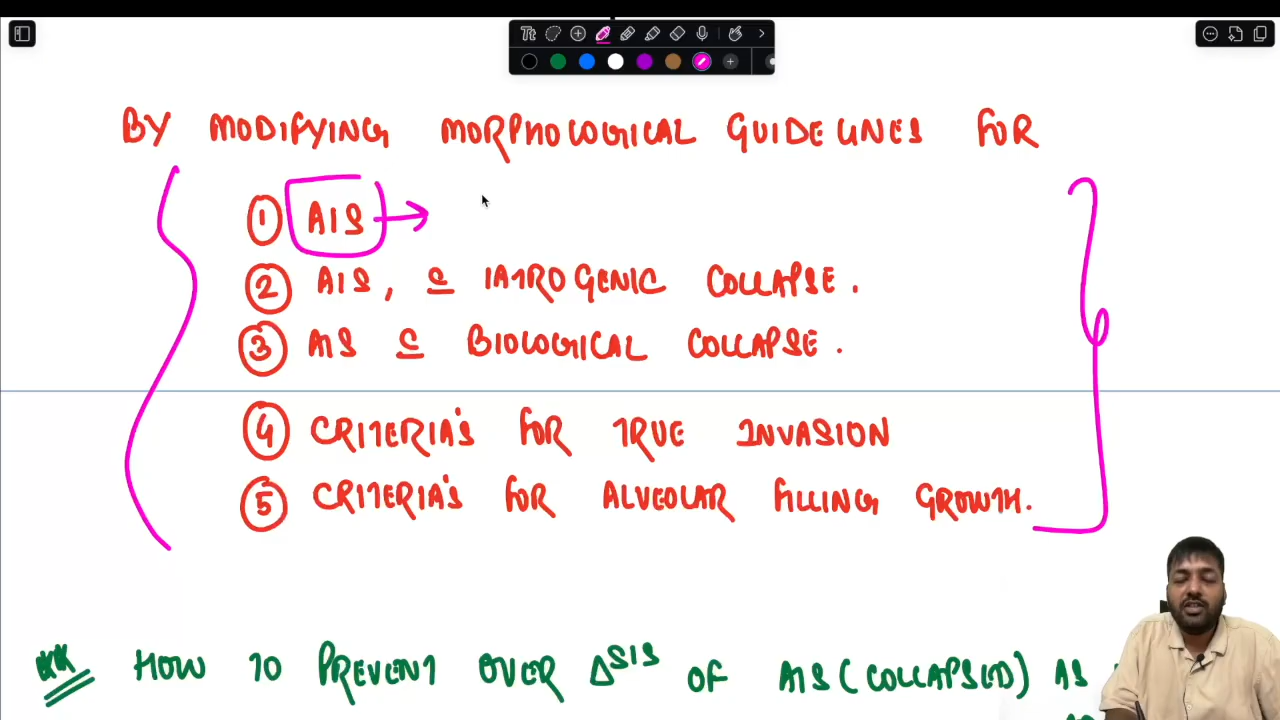 BY MODIFYING MORPHOLOGICAL GUIDELINES FOR
1 AIS →
2 AIS, c̲ IATROGENIC COLLAPSE.
3 AIS c̲ BIOLOGICAL COLLAPSE.
4 CRITERIA'S FOR TRUE INVASION
5 CRITERIA'S FOR ALVEOLAR FILLING GROWTH.
HOW TO PREVENT OVER ΔSIS OF AIS (COLLAPSED) AS